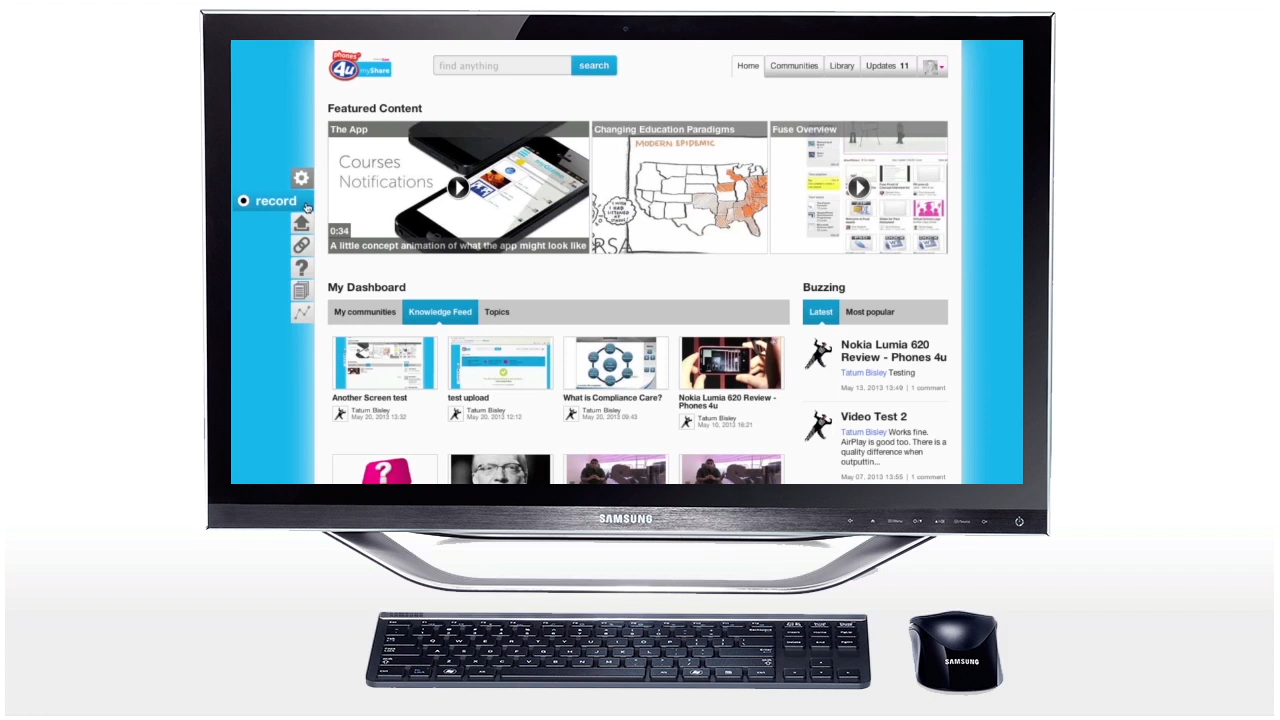 phones
4u
myShare
find anything
search
Home
Communities
Library
Updates 11
Featured Content
The App
Courses
Notifications
0:34
A little concept animation of what the app might look like
Changing Education Paradigms
MODERN EPIDEMIC
RSA
Fuse Overview
record
?
My Dashboard
My communities
Knowledge Feed
Topics
Another Screen test
Tatum Bisley
May 20, 2013 13:32
test upload
Tatum Bisley
May 20, 2013 12:12
What is Compliance Care?
Tatum Bisley
May 20, 2013 09:43
Nokia Lumia 620 Review -
Phones 4u
Tatum Bisley
May 10, 2013 16:21
?
Buzzing
Latest
Most popular
Nokia Lumia 620
Review - Phones 4u
Tatum Bisley Testing
May 13, 2013 13:49 | 1 comment
Video Test 2
Tatum Bisley Works fine.
AirPlay is good too. There is a
quality difference when
outputtin...
May 07, 2013 13:55 | 1 comment
SAMSUNG
SAMSUNG